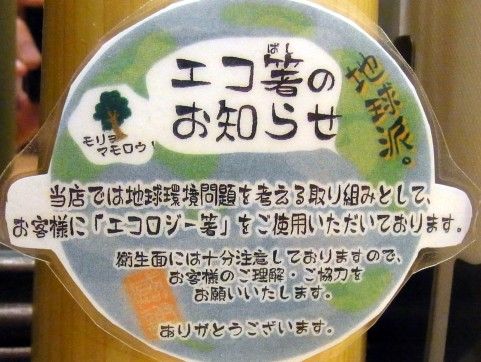 エコ箸のお知らせ
はし
地球派。
モリヲ
マモロウ!
当店では地球環境問題を考える取り組みとして、
お客様に「エコロジー箸」をご使用いただいております。
衛生面には十分注意しておりますので、
お客様のご理解・ご協力を
お願いいたします。
ありがとうございます。